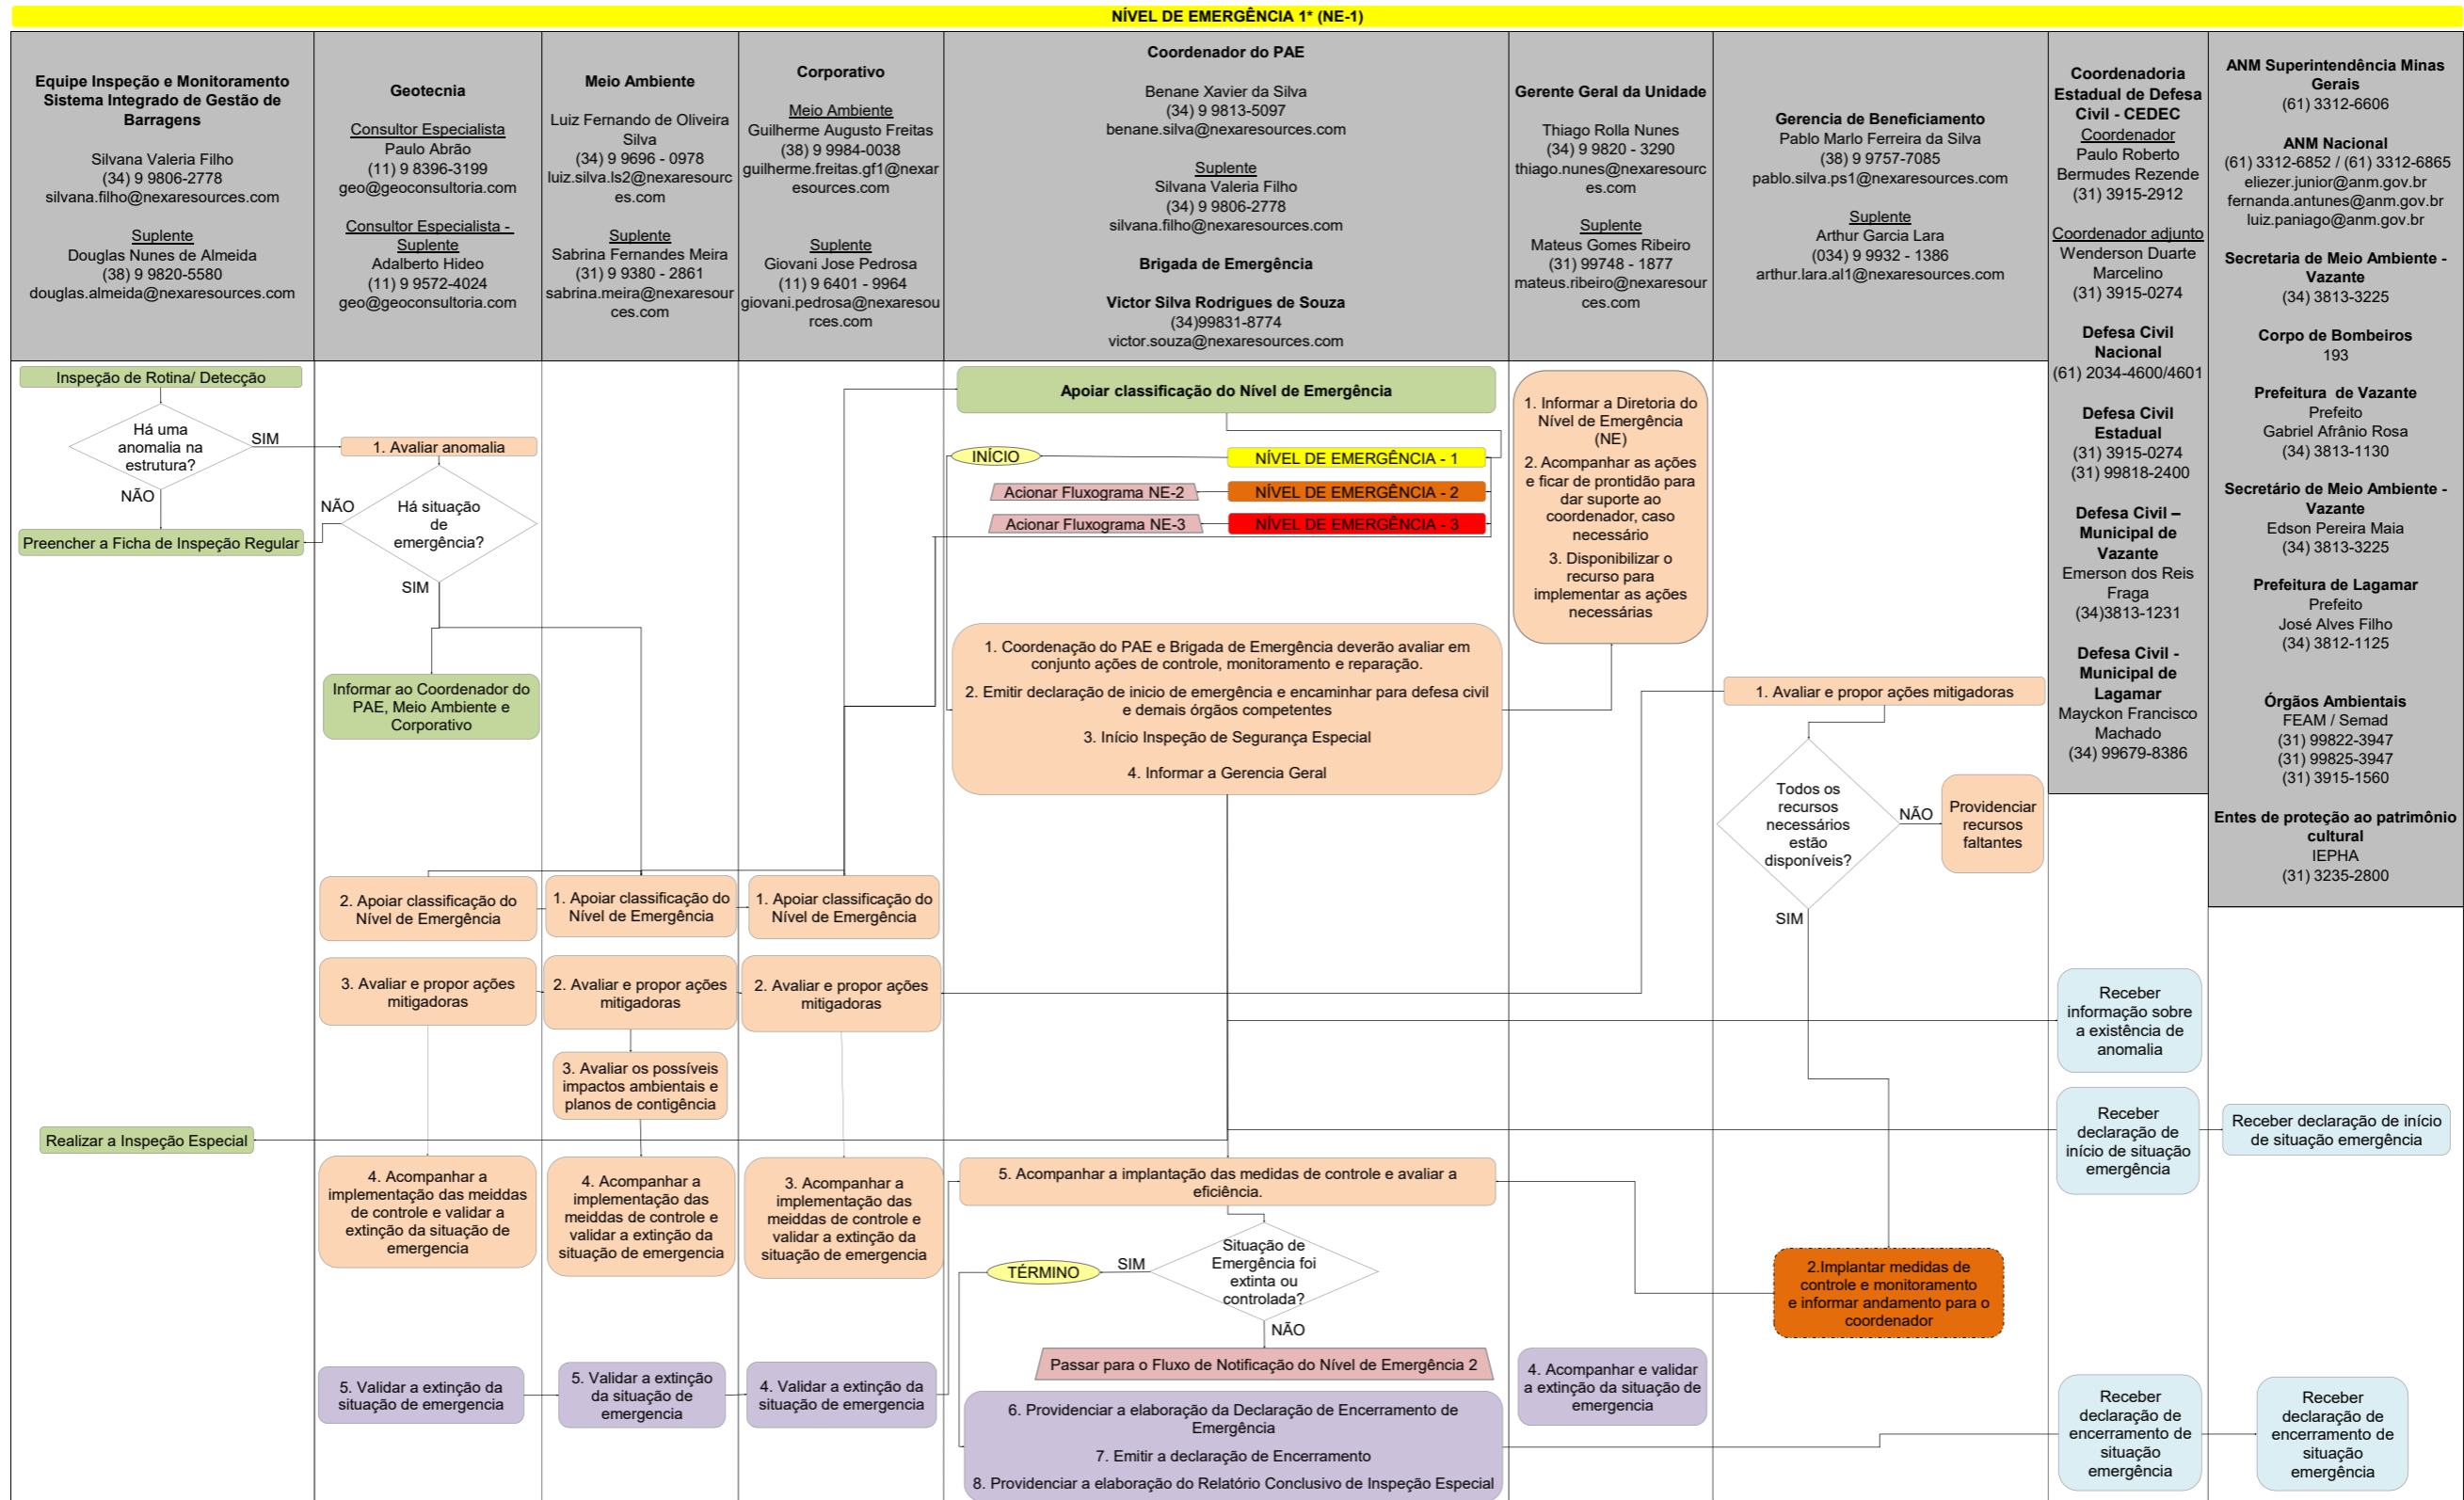 NÍVEL DE EMERGÊNCIA 1* (NE-1)
Equipe Inspeção e Monitoramento
Sistema Integrado de Gestão de
Barragens
Silvana Valeria Filho
(34) 9 9806-2778
silvana.filho@nexaresources.com
Suplente
Douglas Nunes de Almeida
(38) 9 9820-5580
douglas.almeida@nexaresources.com
Geotecnia
Consultor Especialista
Paulo Abrão
(11) 9 8396-3199
geo@geoconsultoria.com
Consultor Especialista -
Suplente
Adalberto Hideo
(11) 9 9572-4024
geo@geoconsultoria.com
Meio Ambiente
Luiz Fernando de Oliveira
Silva
(34) 9 9696 - 0978
luiz.silva.ls2@nexaresourc
es.com
Suplente
Sabrina Fernandes Meira
(31) 9 9380 - 2861
sabrina.meira@nexaresour
ces.com
Corporativo
Meio Ambiente
Guilherme Augusto Freitas
(38) 9 9984-0038
guilherme.freitas.gf1@nexar
esources.com
Suplente
Giovani Jose Pedrosa
(11) 9 6401 - 9964
giovani.pedrosa@nexaresou
rces.com
Coordenador do PAE
Benane Xavier da Silva
(34) 9 9813-5097
benane.silva@nexaresources.com
Suplente
Silvana Valeria Filho
(34) 9 9806-2778
silvana.filho@nexaresources.com
Brigada de Emergência
Victor Silva Rodrigues de Souza
(34)99831-8774
victor.souza@nexaresources.com
Gerente Geral da Unidade
Thiago Rolla Nunes
(34) 9 9820 - 3290
thiago.nunes@nexaresourc
es.com
Suplente
Mateus Gomes Ribeiro
(31) 99748 - 1877
mateus.ribeiro@nexaresour
ces.com
Gerencia de Beneficiamento
Pablo Marlo Ferreira da Silva
(38) 9 9757-7085
pablo.silva.ps1@nexaresources.com
Suplente
Arthur Garcia Lara
(034) 9 9932 - 1386
arthur.lara.al1@nexaresources.com
Coordenadoria
Estadual de Defesa
Civil - CEDEC
Coordenador
Paulo Roberto
Bermudes Rezende
(31) 3915-2912
Coordenador adjunto
Wenderson Duarte
Marcelino
(31) 3915-0274
Defesa Civil
Nacional
(61) 2034-4600/4601
Defesa Civil
Estadual
(31) 3915-0274
(31) 99818-2400
Defesa Civil –
Municipal de
Vazante
Emerson dos Reis
Fraga
(34)3813-1231
Defesa Civil -
Municipal de
Lagamar
Mayckon Francisco
Machado
(34) 99679-8386
ANM Superintendência Minas
Gerais
(61) 3312-6606
ANM Nacional
(61) 3312-6852 / (61) 3312-6865
eliezer.junior@anm.gov.br
fernanda.antunes@anm.gov.br
luiz.paniago@anm.gov.br
Secretaria de Meio Ambiente -
Vazante
(34) 3813-3225
Corpo de Bombeiros
193
Prefeitura de Vazante
Prefeito
Gabriel Afrânio Rosa
(34) 3813-1130
Secretário de Meio Ambiente -
Vazante
Edson Pereira Maia
(34) 3813-3225
Prefeitura de Lagamar
Prefeito
José Alves Filho
(34) 3812-1125
Órgãos Ambientais
FEAM / Semad
(31) 99822-3947
(31) 99825-3947
(31) 3915-1560
Entes de proteção ao patrimônio
cultural
IEPHA
(31) 3235-2800
Inspeção de Rotina/ Detecção
Há uma
anomalia na
estrutura?
SIM
NÃO
Preencher a Ficha de Inspeção Regular
1. Avaliar anomalia
Há situação
de
emergência?
NÃO
SIM
Informar ao Coordenador do
PAE, Meio Ambiente e
Corporativo
Apoiar classificação do Nível de Emergência
INÍCIO
NÍVEL DE EMERGÊNCIA - 1
Acionar Fluxograma NE-2
NÍVEL DE EMERGÊNCIA - 2
Acionar Fluxograma NE-3
NÍVEL DE EMERGÊNCIA - 3
1. Informar a Diretoria do
Nível de Emergência
(NE)
2. Acompanhar as ações
e ficar de prontidão para
dar suporte ao
coordenador, caso
necessário
3. Disponibilizar o
recurso para
implementar as ações
necessárias
1. Coordenação do PAE e Brigada de Emergência deverão avaliar em
conjunto ações de controle, monitoramento e reparação.
2. Emitir declaração de inicio de emergência e encaminhar para defesa civil
e demais órgãos competentes
3. Início Inspeção de Segurança Especial
4. Informar a Gerencia Geral
1. Avaliar e propor ações mitigadoras
Todos os
recursos
necessários
estão
disponíveis?
NÃO
Providenciar
recursos
faltantes
SIM
2. Apoiar classificação do
Nível de Emergência
1. Apoiar classificação do
Nível de Emergência
1. Apoiar classificação do
Nível de Emergência
3. Avaliar e propor ações
mitigadoras
2. Avaliar e propor ações
mitigadoras
2. Avaliar e propor ações
mitigadoras
3. Avaliar os possíveis
impactos ambientais e
planos de contigência
Receber
informação sobre
a existência de
anomalia
Realizar a Inspeção Especial
Receber
declaração de
início de situação
emergência
Receber declaração de início
de situação emergência
4. Acompanhar a
implementação das meiddas
de controle e validar a
extinção da situação de
emergencia
4. Acompanhar a
implementação das
meiddas de controle e
validar a extinção da
situação de emergencia
3. Acompanhar a
implementação das
meiddas de controle e
validar a extinção da
situação de emergencia
5. Acompanhar a implantação das medidas de controle e avaliar a
eficiência.
Situação de
Emergência foi
extinta ou
controlada?
SIM
TÉRMINO
NÃO
Passar para o Fluxo de Notificação do Nível de Emergência 2
2.Implantar medidas de
controle e monitoramento
e informar andamento para o
coordenador
5. Validar a extinção da
situação de emergencia
5. Validar a extinção
da situação de
emergencia
4. Validar a extinção da
situação de emergencia
6. Providenciar a elaboração da Declaração de Encerramento de
Emergência
7. Emitir a declaração de Encerramento
8. Providenciar a elaboração do Relatório Conclusivo de Inspeção Especial
4. Acompanhar e validar
a extinção da situação de
emergencia
Receber
declaração de
encerramento de
situação
emergência
Receber
declaração de
encerramento de
situação
emergência